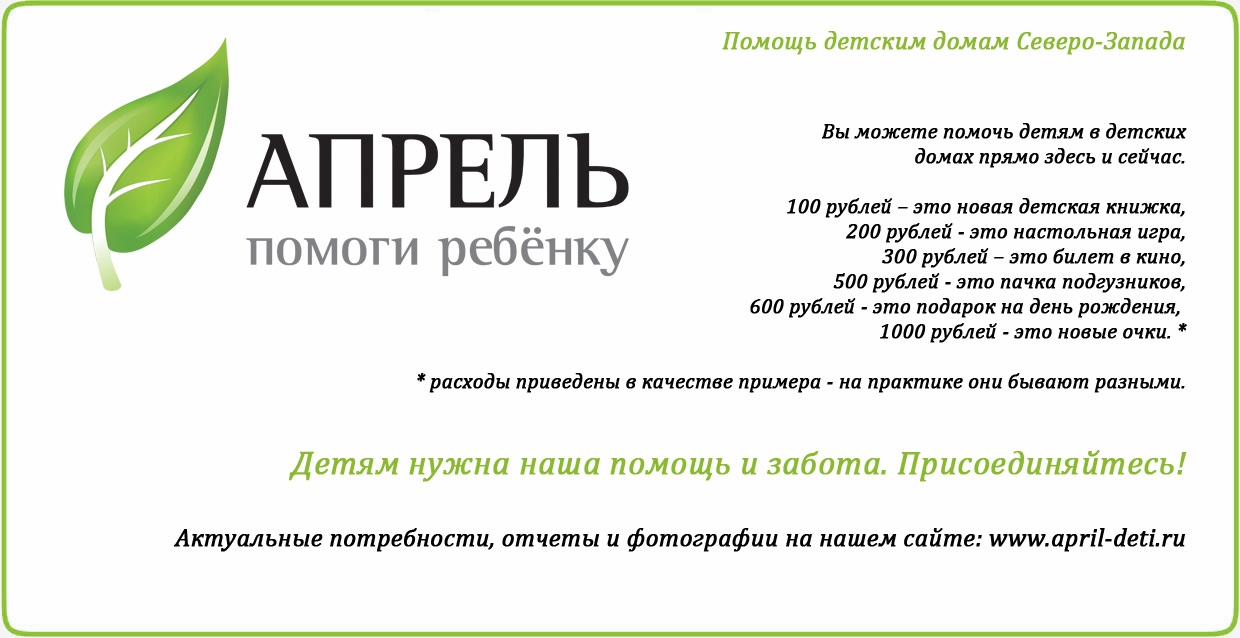 Помощь детским домам Северо-Запада
АПРЕЛЬ
помоги ребёнку
Вы можете помочь детям в детских
домах прямо здесь и сейчас.
100 рублей – это новая детская книжка,
200 рублей - это настольная игра,
300 рублей – это билет в кино,
500 рублей - это пачка подгузников,
600 рублей - это подарок на день рождения,
1000 рублей - это новые очки. *
* расходы приведены в качестве примера - на практике они бывают разными.
Детям нужна наша помощь и забота. Присоединяйтесь!
Актуальные потребности, отчеты и фотографии на нашем сайте: www.april-deti.ru